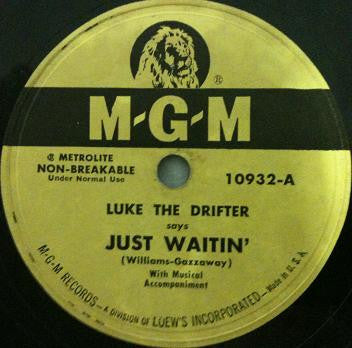 ®
M-G-M
® METROLITE
NON-BREAKABLE
Under Normal Use
10932-A
LUKE THE DRIFTER
says
JUST WAITIN'
(Williams-Gazzaway)
With Musical
Accompaniment
M-G-M RECORDS – A DIVISION OF LOEW'S INCORPORATED – Made in U.S.A.